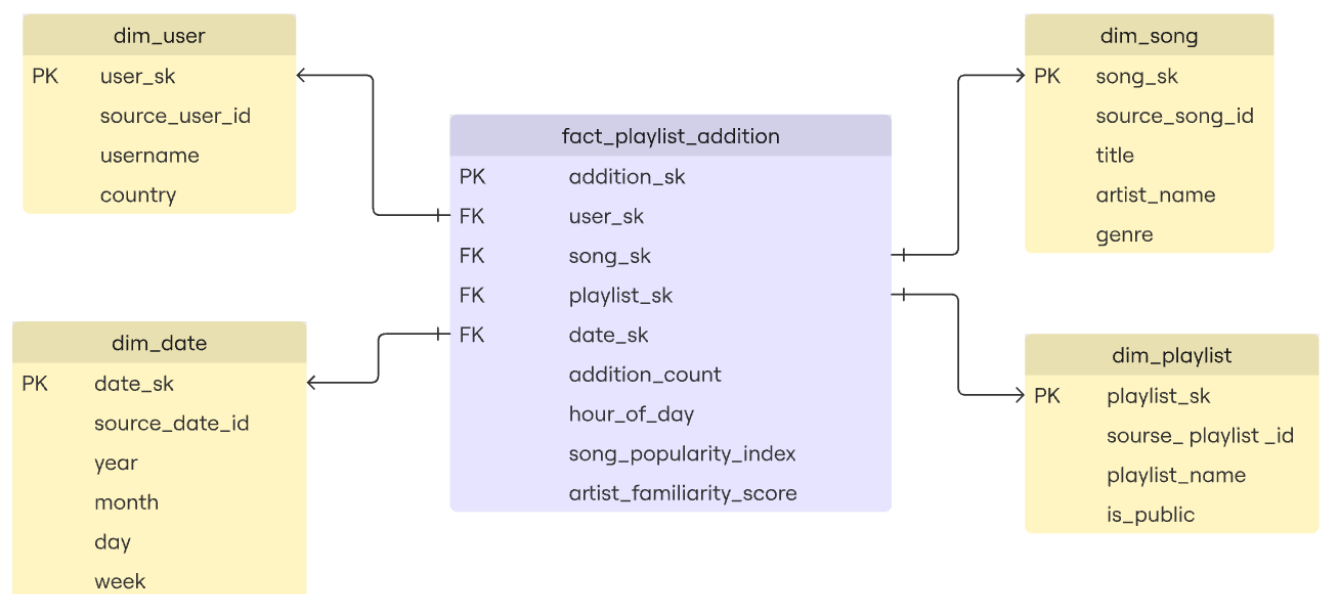 dim_user
PK user_sk
source_user_id
username
country
dim_date
PK date_sk
source_date_id
year
month
day
week
fact_playlist_addition
PK addition_sk
FK user_sk
FK song_sk
FK playlist_sk
FK date_sk
addition_count
hour_of_day
song_popularity_index
artist_familiarity_score
dim_song
PK song_sk
source_song_id
title
artist_name
genre
dim_playlist
PK playlist_sk
sourse_ playlist _id
playlist_name
is_public